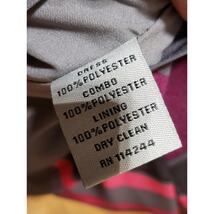 DRESS
100%POLYESTER
COMBO
100%POLYESTER
LINING
100%POLYESTER
DRY CLEAN
RN 114244